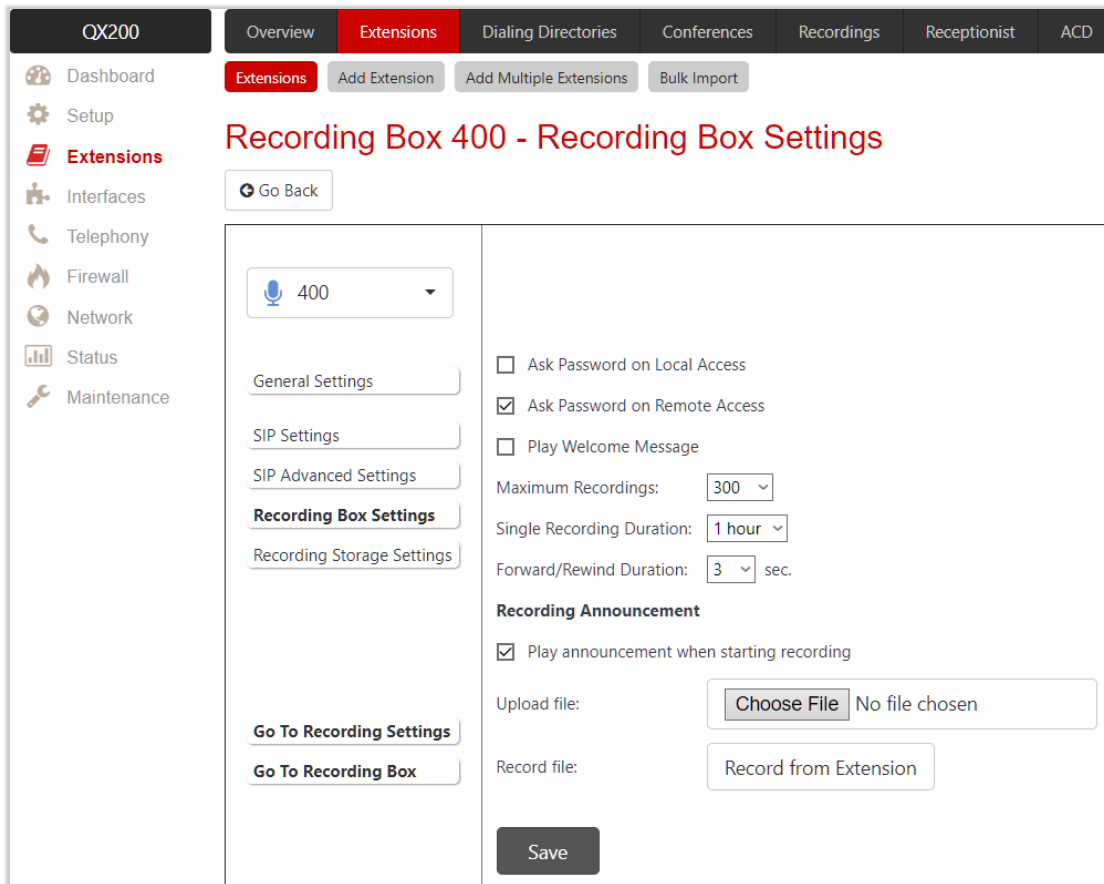 QX200
Overview Extensions Dialing Directories Conferences Recordings Receptionist ACD
Dashboard
Setup
Extensions
Interfaces
Telephony
Firewall
Network
Status
Maintenance
Extensions Add Extension Add Multiple Extensions Bulk Import
Recording Box 400 - Recording Box Settings
Go Back
400
General Settings
SIP Settings
SIP Advanced Settings
Recording Box Settings
Recording Storage Settings
Go To Recording Settings
Go To Recording Box
Ask Password on Local Access
Ask Password on Remote Access
Play Welcome Message
Maximum Recordings: 300
Single Recording Duration: 1 hour
Forward/Rewind Duration: 3 sec.
Recording Announcement
Play announcement when starting recording
Upload file: Choose File No file chosen
Record file: Record from Extension
Save